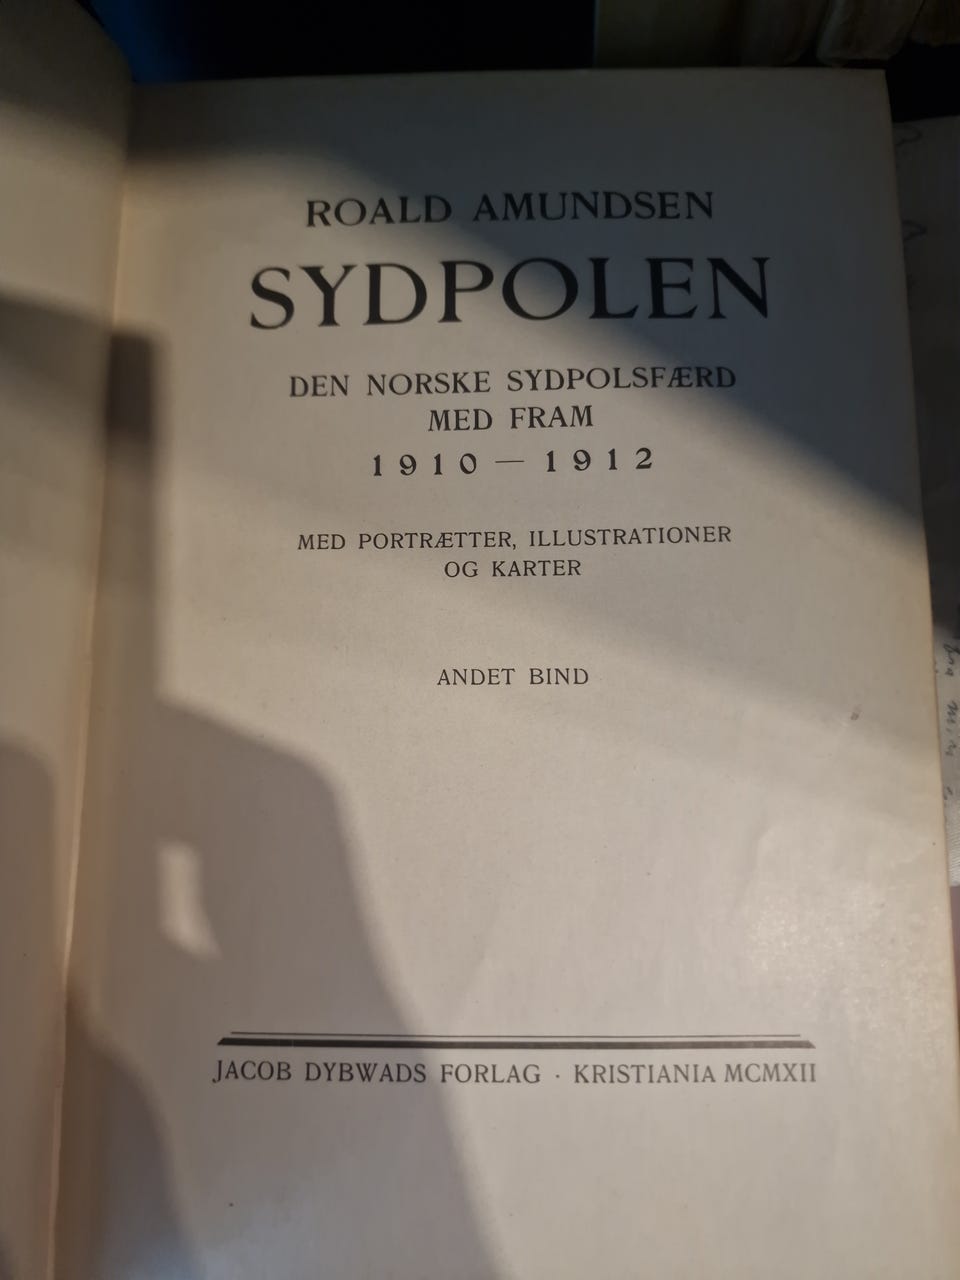 ROALD AMUNDSEN
SYDPOLEN
DEN NORSKE SYDPOLSFÆRD
MED FRAM
1910 — 1912
MED PORTRÆTTER, ILLUSTRATIONER
OG KARTER
ANDET BIND
JACOB DYBWADS FORLAG · KRISTIANIA MCMXII